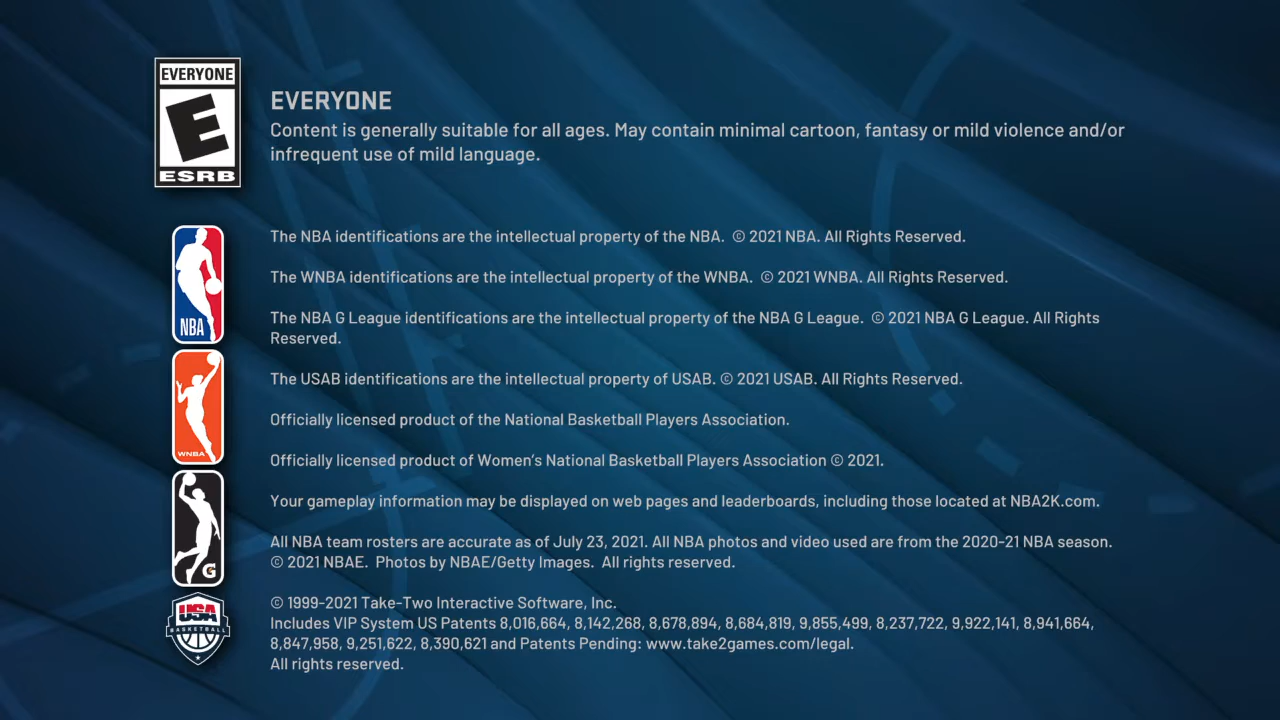 EVERYONE
E
ESRB
EVERYONE
Content is generally suitable for all ages. May contain minimal cartoon, fantasy or mild violence and/or
infrequent use of mild language.
NBA
The NBA identifications are the intellectual property of the NBA.  © 2021 NBA. All Rights Reserved.
The WNBA identifications are the intellectual property of the WNBA.  © 2021 WNBA. All Rights Reserved.
The NBA G League identifications are the intellectual property of the NBA G League.  © 2021 NBA G League. All Rights
Reserved.
WNBA
The USAB identifications are the intellectual property of USAB. © 2021 USAB. All Rights Reserved.
Officially licensed product of the National Basketball Players Association.
Officially licensed product of Women's National Basketball Players Association © 2021.
G
Your gameplay information may be displayed on web pages and leaderboards, including those located at NBA2K.com.
All NBA team rosters are accurate as of July 23, 2021. All NBA photos and video used are from the 2020-21 NBA season.
© 2021 NBAE.  Photos by NBAE/Getty Images.  All rights reserved.
USA
BASKETBALL
© 1999-2021 Take-Two Interactive Software, Inc.
Includes VIP System US Patents 8,016,664, 8,142,268, 8,678,894, 8,684,819, 9,855,499, 8,237,722, 9,922,141, 8,941,664,
8,847,958, 9,251,622, 8,390,621 and Patents Pending: www.take2games.com/legal.
All rights reserved.